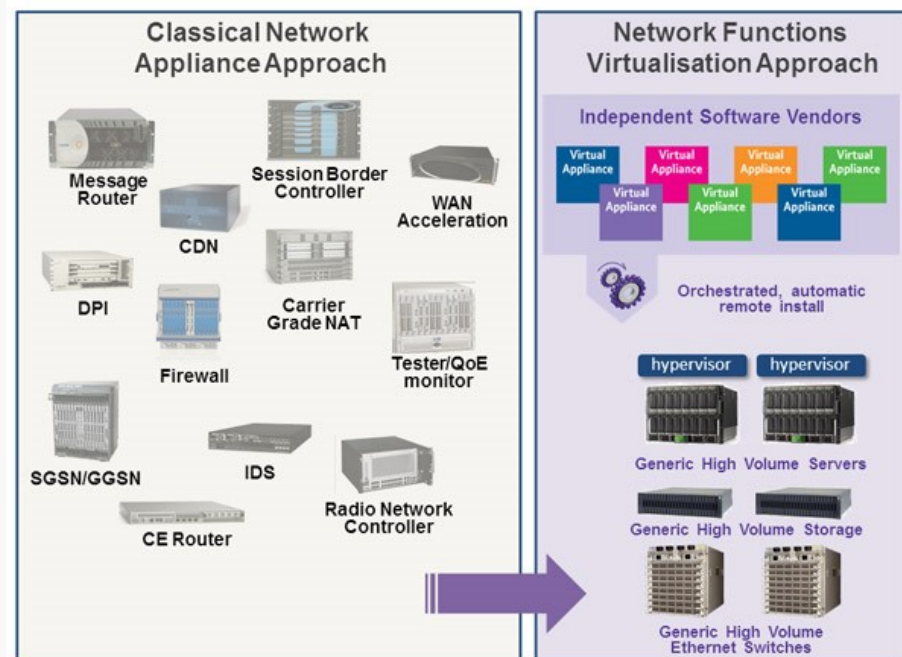 Classical Network
Appliance Approach
Message
Router
Session Border
Controller
WAN
Acceleration
CDN
DPI
Carrier
Grade NAT
Firewall
Tester/QoE
monitor
SGSN/GGSN
IDS
Radio Network
Controller
CE Router
Network Functions
Virtualisation Approach
Independent Software Vendors
Virtual
Appliance
Virtual
Appliance
Virtual
Appliance
Virtual
Appliance
Virtual
Appliance
Virtual
Appliance
Virtual
Appliance
Orchestrated, automatic
remote install
hypervisor
hypervisor
Generic High Volume Servers
Generic High Volume Storage
Generic High Volume
Ethernet Switches